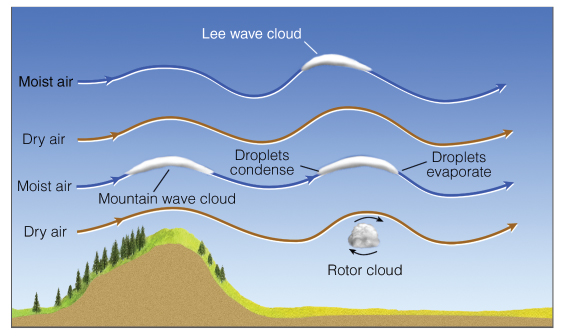 Lee wave cloud
Moist air
Dry air
Droplets
condense
Droplets
evaporate
Moist air
Mountain wave cloud
Dry air
Rotor cloud